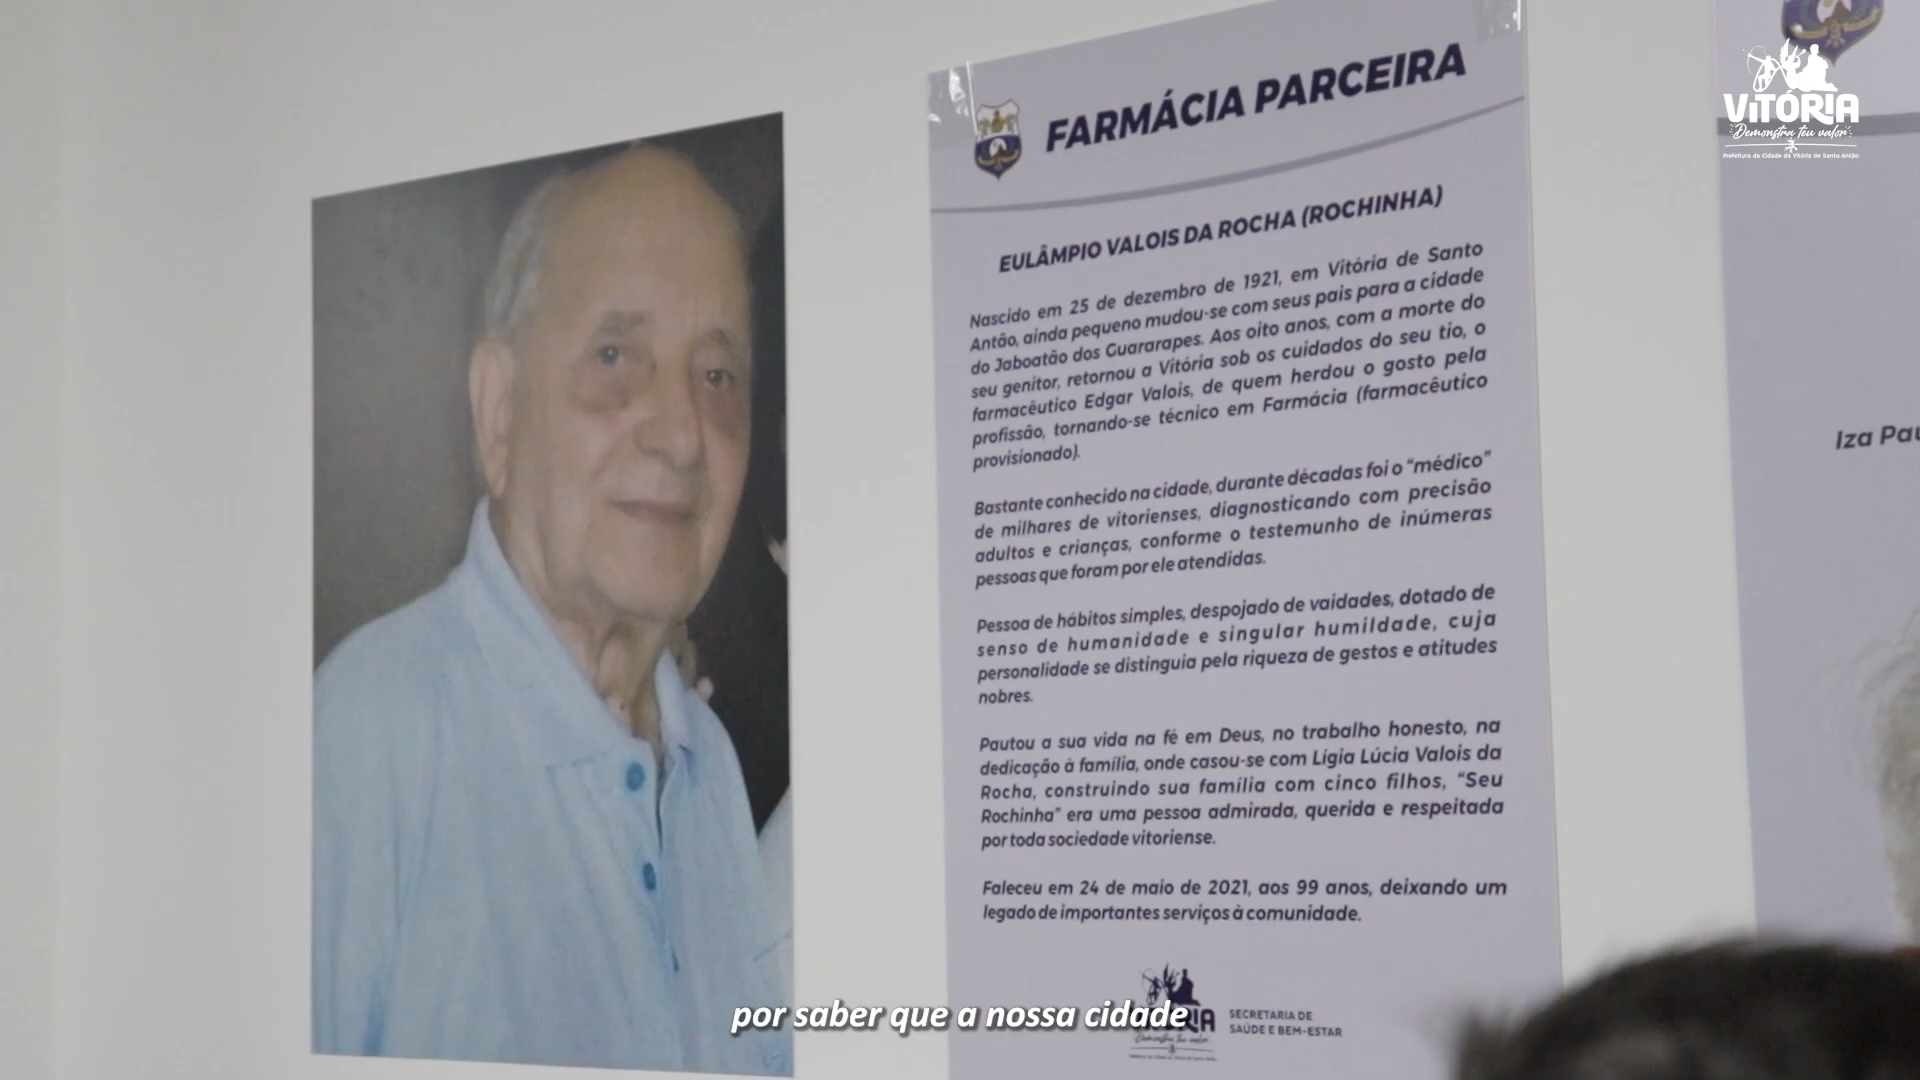 FARMÁCIA PARCEIRA
EULÂMPIO VALOIS DA ROCHA (ROCHINHA)
Nascido em 25 de dezembro de 1921, em Vitória de Santo
Antão, ainda pequeno mudou-se com seus pais para a cidade
do Jaboatão dos Guararapes. Aos oito anos, com a morte do
seu genitor, retornou a Vitória sob os cuidados do seu tio, o
farmacêutico Edgar Valois, de quem herdou o gosto pela
profissão, tornando-se técnico em Farmácia (farmacêutico
provisionado).
Bastante conhecido na cidade, durante décadas foi o "médico"
de milhares de vitorienses, diagnosticando com precisão
adultos e crianças, conforme o testemunho de inúmeras
pessoas que foram por ele atendidas.
Pessoa de hábitos simples, despojado de vaidades, dotado de
senso de humanidade e singular humildade, cuja
personalidade se distinguia pela riqueza de gestos e atitudes
nobres.
Pautou a sua vida na fé em Deus, no trabalho honesto, na
dedicação à família, onde casou-se com Lígia Lúcia Valois da
Rocha, construindo sua família com cinco filhos, "Seu
Rochinha" era uma pessoa admirada, querida e respeitada
por toda sociedade vitoriense.
Faleceu em 24 de maio de 2021, aos 99 anos, deixando um
legado de importantes serviços à comunidade.
SECRETARIA DE
SAÚDE E BEM-ESTAR
por saber que a nossa cidade
VITÓRIA
Demonstra teu valor
Prefeitura da Cidade da Vitória de Santo Antão
Iza Pau